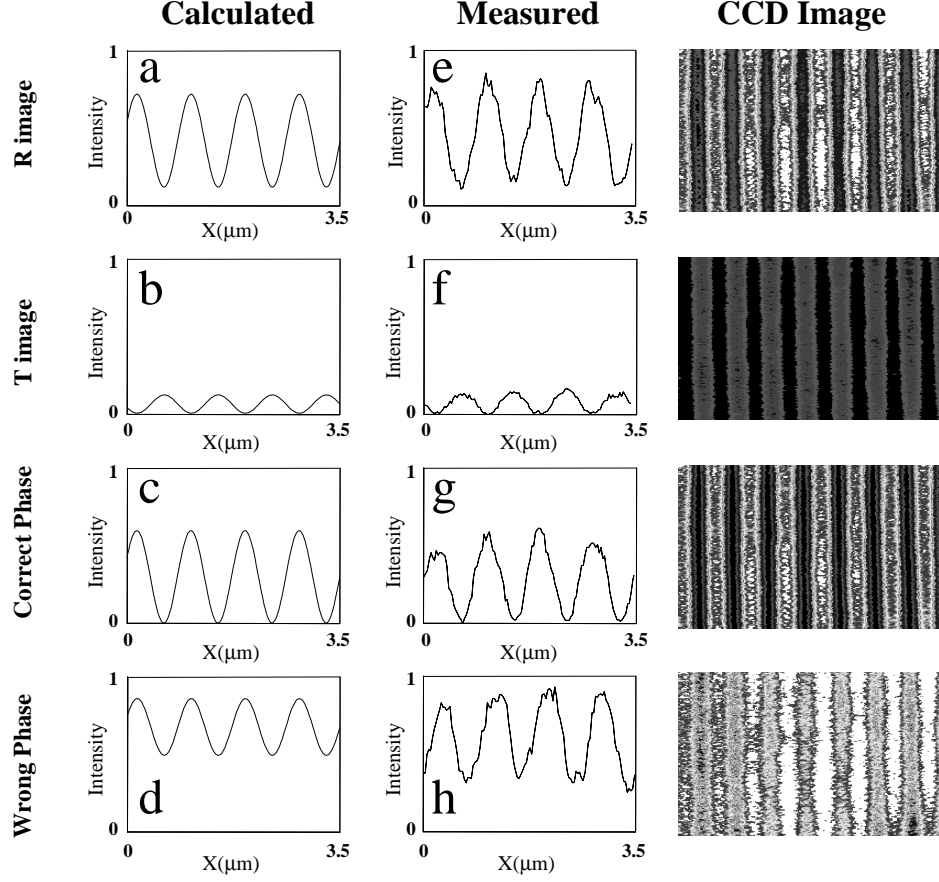 Calculated Measured CCD Image
R image
1 a
Intensity
0
0 3.5
X(μm)
1 e
Intensity
0
0 3.5
X(μm)
T image
1 b
Intensity
0
0 3.5
X(μm)
1 f
Intensity
0
0 3.5
X(μm)
Correct Phase
1 c
Intensity
0
0 3.5
X(μm)
1 g
Intensity
0
0 3.5
X(μm)
Wrong Phase
1
Intensity
d
0
0 3.5
X(μm)
1
Intensity
h
0
0 3.5
X(μm)